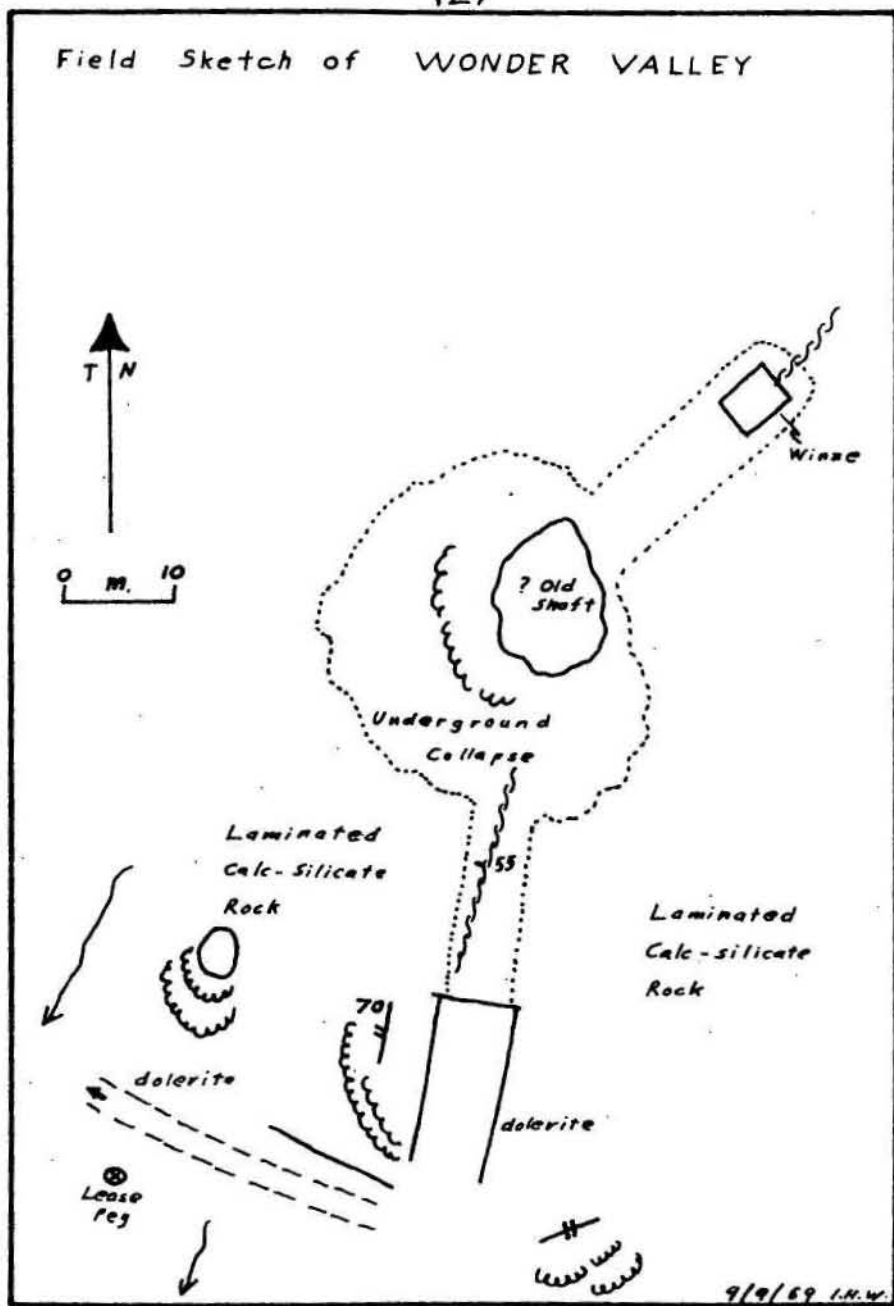 Field Sketch of WONDER VALLEY
T N
0 M. 10
Winze
? Old
Shaft
Underground
Collapse
55
Laminated
Calc-Silicate
Rock
Laminated
Calc-silicate
Rock
70
dolerite
dolerite
Lease
Peg
9/9/69 I.H.W.